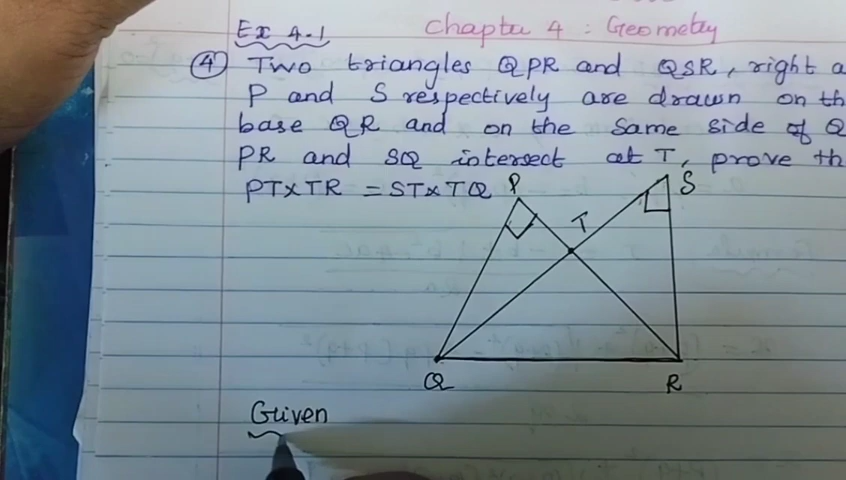 Ex 4.1 Chapta 4 : Geometry
④ Two triangles QPR and QSR, right a
P and S respectively are drawn on th
base QR and on the same side of Q
PR and SQ intersect at T, prove th
PT×TR = ST×TQ
P
S
T
Q
R
Given